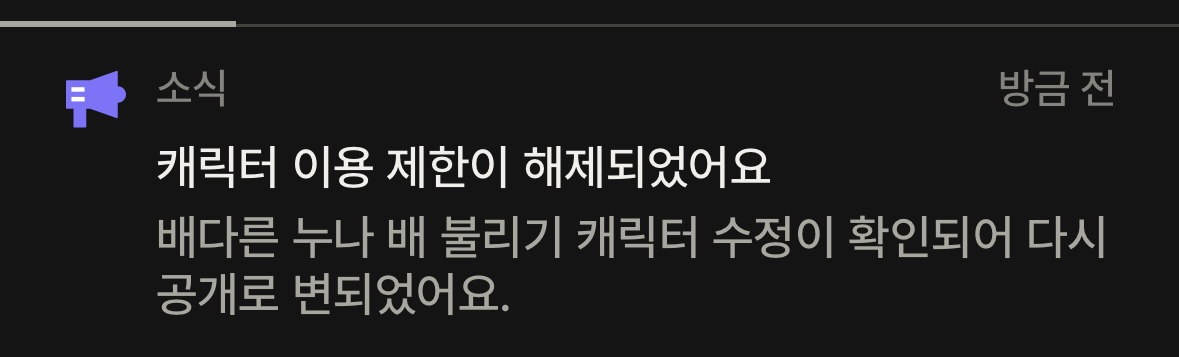 소식
방금 전
캐릭터 이용 제한이 해제되었어요
배다른 누나 배 불리기 캐릭터 수정이 확인되어 다시
공개로 변되었어요.